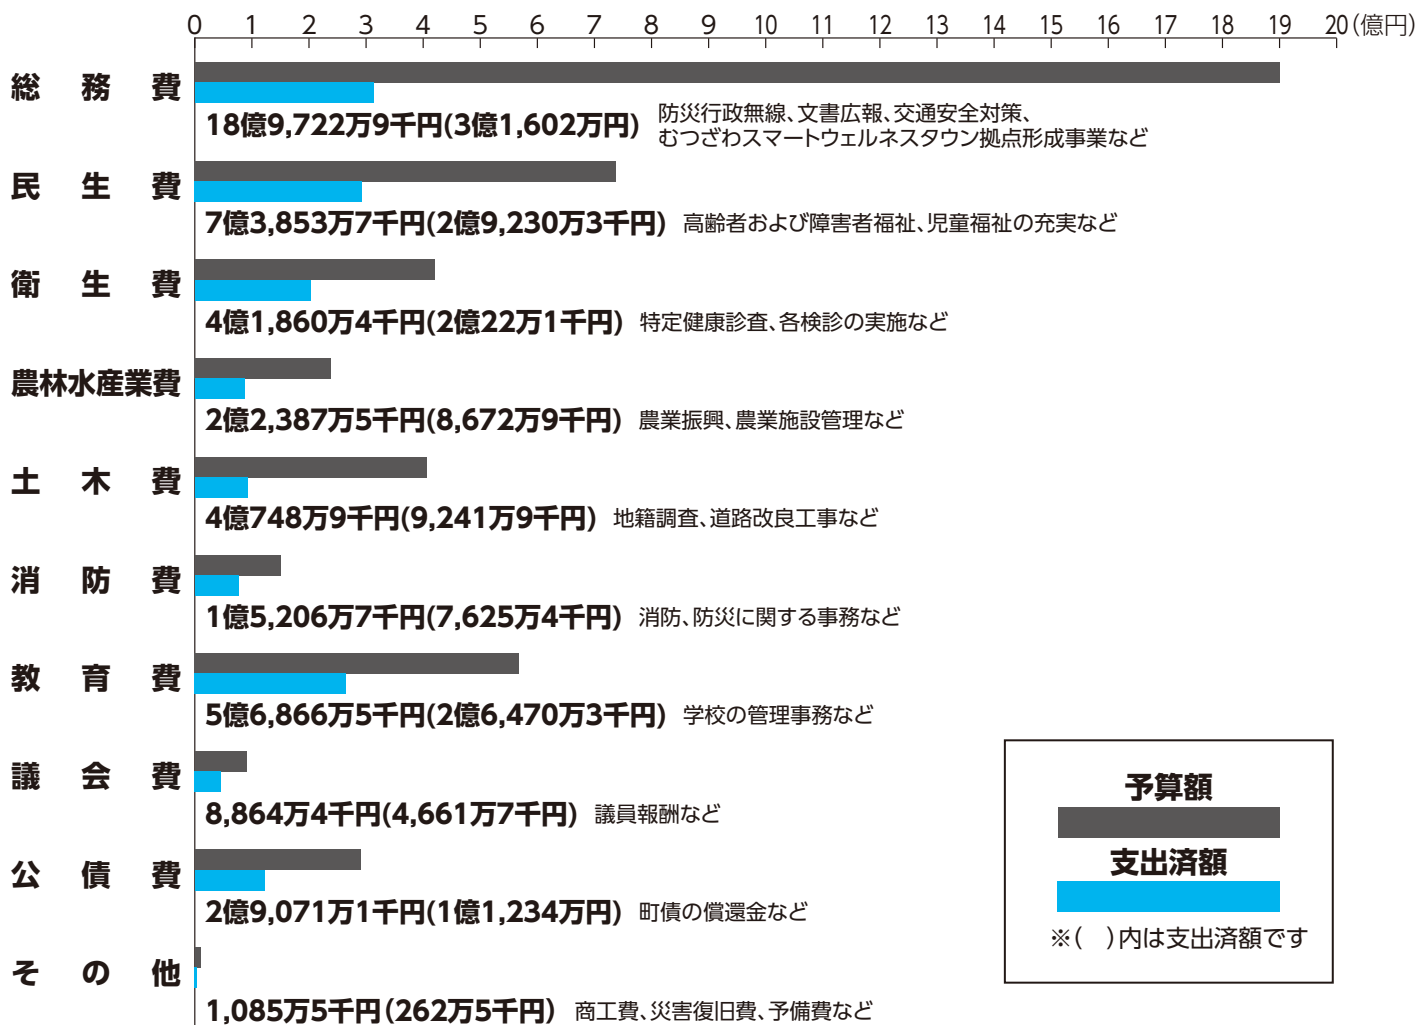 0 1 2 3 4 5 6 7 8 9 10 11 12 13 14 15 16 17 18 19 20(億円)
総務費
18億9,722万9千円(3億1,602万円) 防災行政無線、文書広報、交通安全対策、
むつざわスマートウェルネスタウン拠点形成事業など
民生費
7億3,853万7千円(2億9,230万3千円) 高齢者および障害者福祉、児童福祉の充実など
衛生費
4億1,860万4千円(2億22万1千円) 特定健康診査、各検診の実施など
農林水産業費
2億2,387万5千円(8,672万9千円) 農業振興、農業施設管理など
土木費
4億748万9千円(9,241万9千円) 地籍調査、道路改良工事など
消防費
1億5,206万7千円(7,625万4千円) 消防、防災に関する事務など
教育費
5億6,866万5千円(2億6,470万3千円) 学校の管理事務など
議会費
8,864万4千円(4,661万7千円) 議員報酬など
公債費
2億9,071万1千円(1億1,234万円) 町債の償還金など
その他
1,085万5千円(262万5千円) 商工費、災害復旧費、予備費など
予算額
支出済額
※( )内は支出済額です